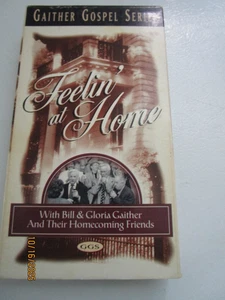 GAITHER GOSPEL SERIES
Feelin'
at Home
With Bill & Gloria Gaither
And Their Homecoming Friends
GGS